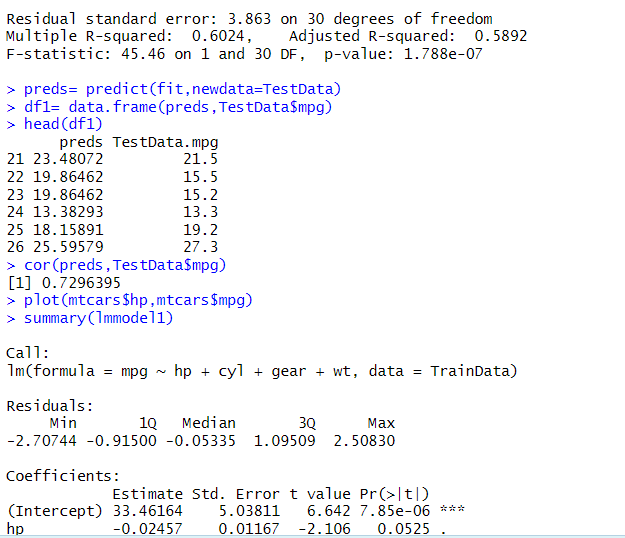 Residual standard error: 3.863 on 30 degrees of freedom
Multiple R-squared:  0.6024,    Adjusted R-squared:  0.5892
F-statistic: 45.46 on 1 and 30 DF,  p-value: 1.788e-07
> preds= predict(fit,newdata=TestData)
> df1= data.frame(preds,TestData$mpg)
> head(df1)
      preds TestData.mpg
21 23.48072         21.5
22 19.86462         15.5
23 19.86462         15.2
24 13.38293         13.3
25 18.15891         19.2
26 25.59579         27.3
> cor(preds,TestData$mpg)
[1] 0.7296395
> plot(mtcars$hp,mtcars$mpg)
> summary(lmmodel1)
Call:
lm(formula = mpg ~ hp + cyl + gear + wt, data = TrainData)
Residuals:
     Min       1Q   Median       3Q      Max
-2.70744 -0.91500 -0.05335  1.09509  2.50830
Coefficients:
            Estimate Std. Error t value Pr(>|t|)
(Intercept) 33.46164    5.03811   6.642 7.85e-06 ***
hp          -0.02457    0.01167  -2.106   0.0525 .